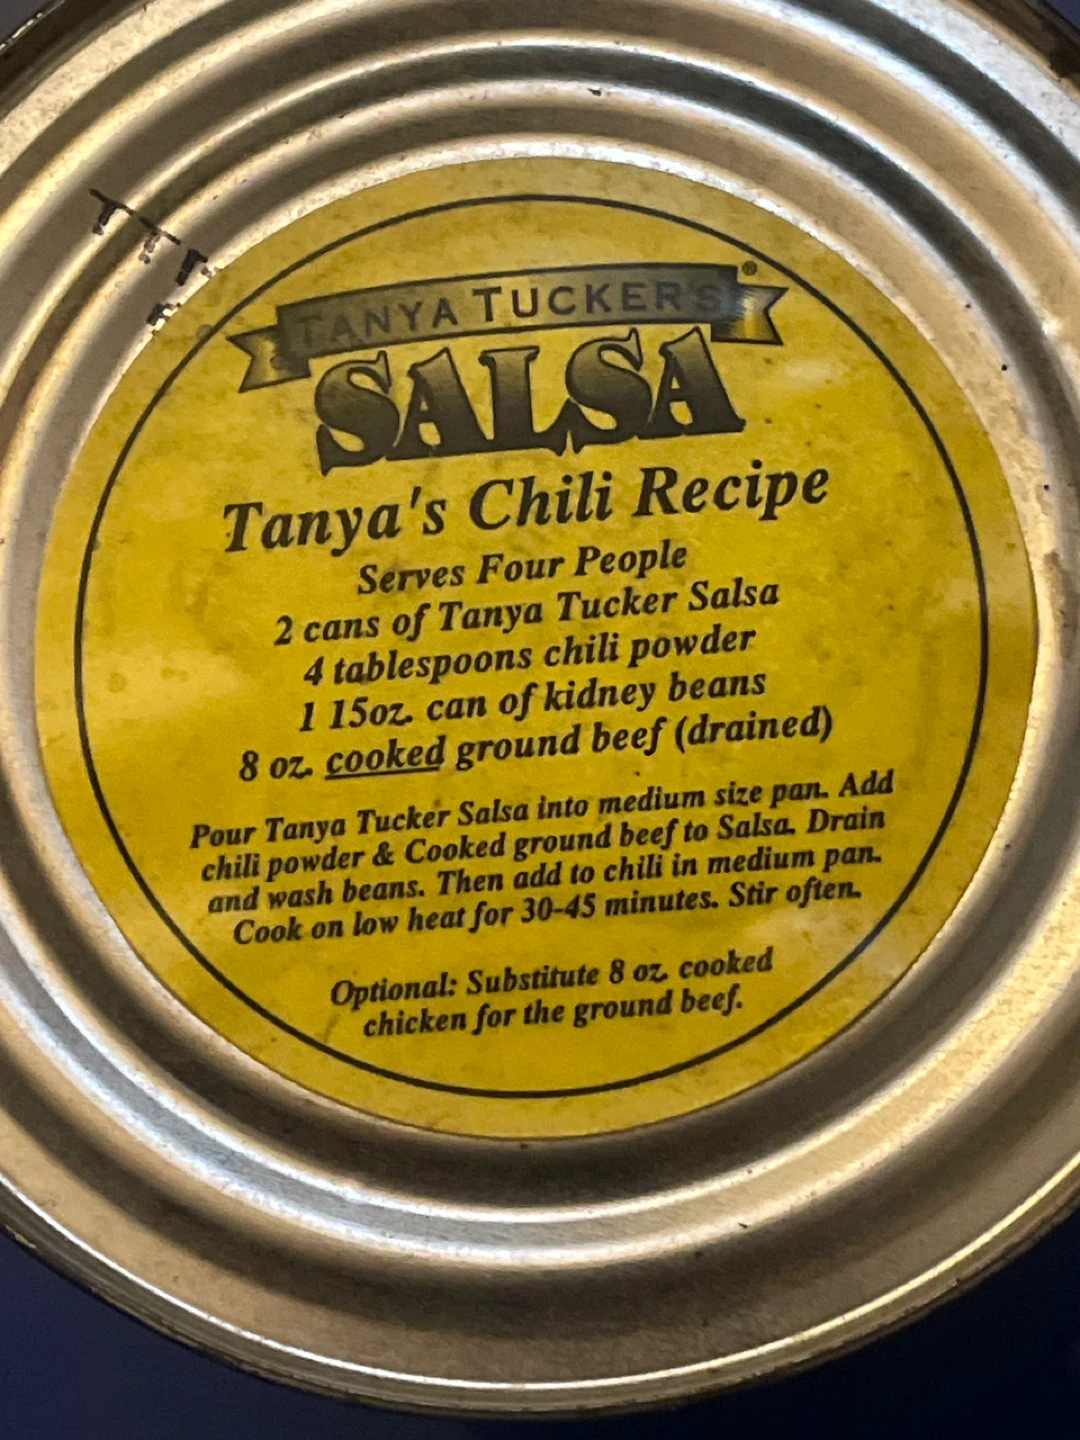 TANYA TUCKER'S®
SALSA
Tanya's Chili Recipe
Serves Four People
2 cans of Tanya Tucker Salsa
4 tablespoons chili powder
1 15oz. can of kidney beans
8 oz. cooked ground beef (drained)
Pour Tanya Tucker Salsa into medium size pan. Add
chili powder & Cooked ground beef to Salsa. Drain
and wash beans. Then add to chili in medium pan.
Cook on low heat for 30-45 minutes. Stir often.
Optional: Substitute 8 oz. cooked
chicken for the ground beef.